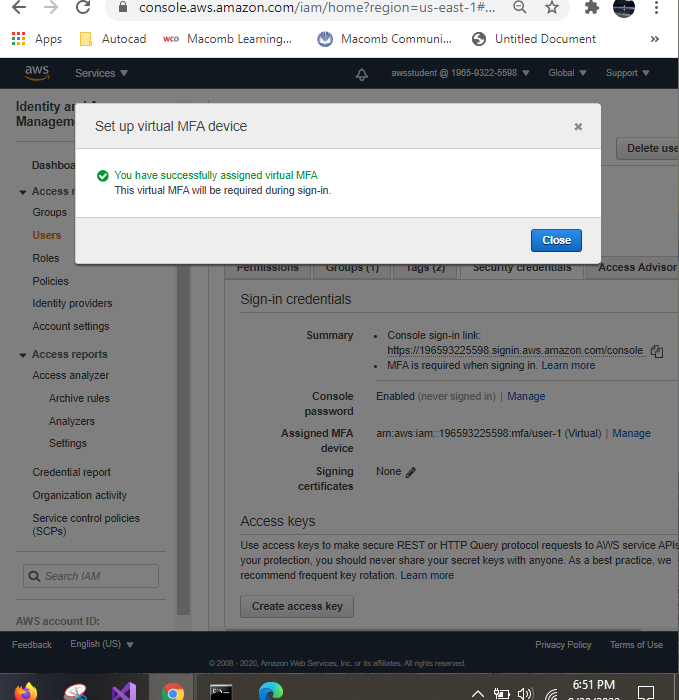 console.aws.amazon.com/iam/home?region=us-east-1#...
Apps
Autcad
wco Macomb Learning...
Macomb Communi...
Untitled Document
»
aws
Services
awsstudent @ 1965-9322-5598
Global
Support
Identity and
Managem
Set up virtual MFA device
×
You have successfully assigned virtual MFA
This virtual MFA will be required during sign-in.
Close
Delete use
Dashboa
Access r
Groups
Users
Roles
Policies
Identity providers
Account settings
Access reports
Access analyzer
Archive rules
Analyzers
Settings
Credential report
Organization activity
Service control policies
(SCPs)
Search IAM
AWS account ID:
Permissions
Groups (1)
Tags (2)
Security credentials
Access Advisor
Sign-in credentials
Summary
• Console sign-in link:
https://196593225598.signin.aws.amazon.com/console
• MFA is required when signing in. Learn more
Console
password
Enabled (never signed in) | Manage
Assigned MFA
device
arn:aws:iam::196593225598:mfa/user-1 (Virtual) | Manage
Signing
certificates
None
Access keys
Use access keys to make secure REST or HTTP Query protocol requests to AWS service APIs
your protection, you should never share your secret keys with anyone. As a best practice, we
recommend frequent key rotation. Learn more
Create access key
Feedback
English (US)
Privacy Policy
Terms of Use
© 2008 - 2020, Amazon Web Services, Inc. or its affiliates. All rights reserved.
6:51 PM